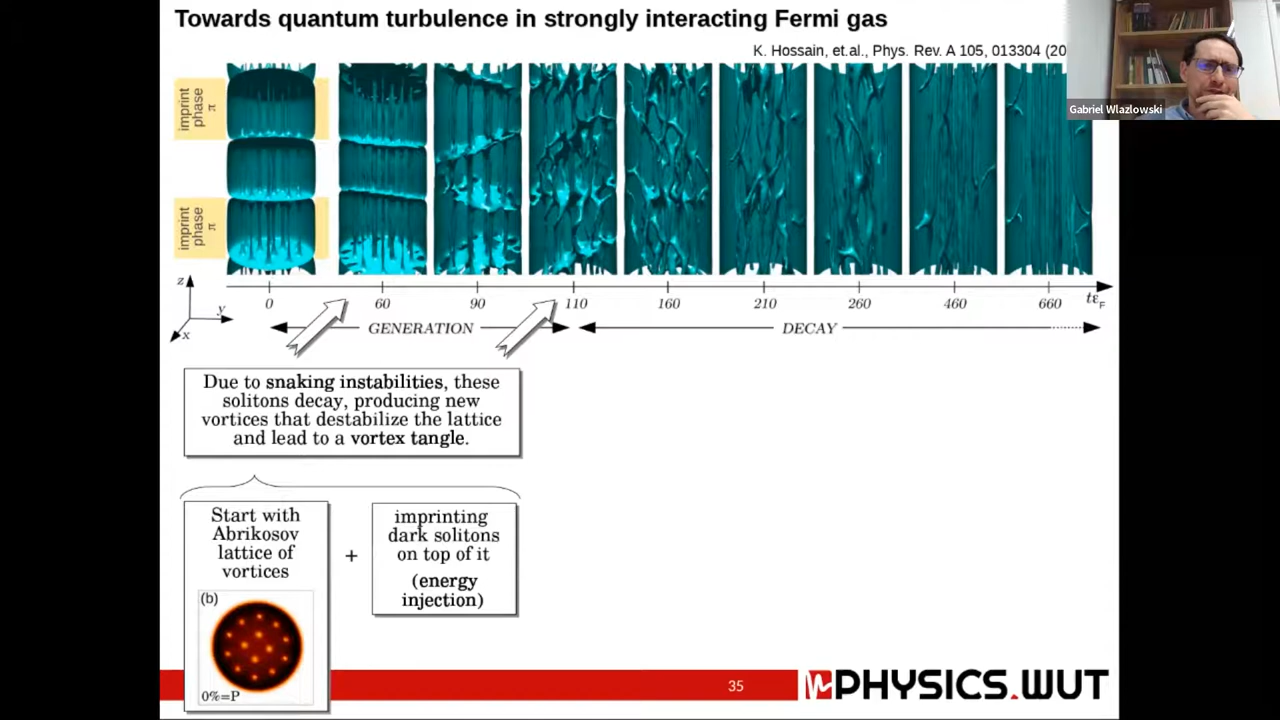 Towards quantum turbulence in strongly interacting Fermi gas
K. Hossain, et.al., Phys. Rev. A 105, 013304 (20
Gabriel Wlazlowski
imprint
phase
π
imprint
phase
π
z
y
x
0 60 90 110 160 210 260 460 660 tεF
GENERATION DECAY
Due to snaking instabilities, these
solitons decay, producing new
vortices that destabilize the lattice
and lead to a vortex tangle.
Start with
Abrikosov
lattice of
vortices
+
imprinting
dark solitons
on top of it
(energy
injection)
(b)
0%=P
35
PHYSICS.WUT